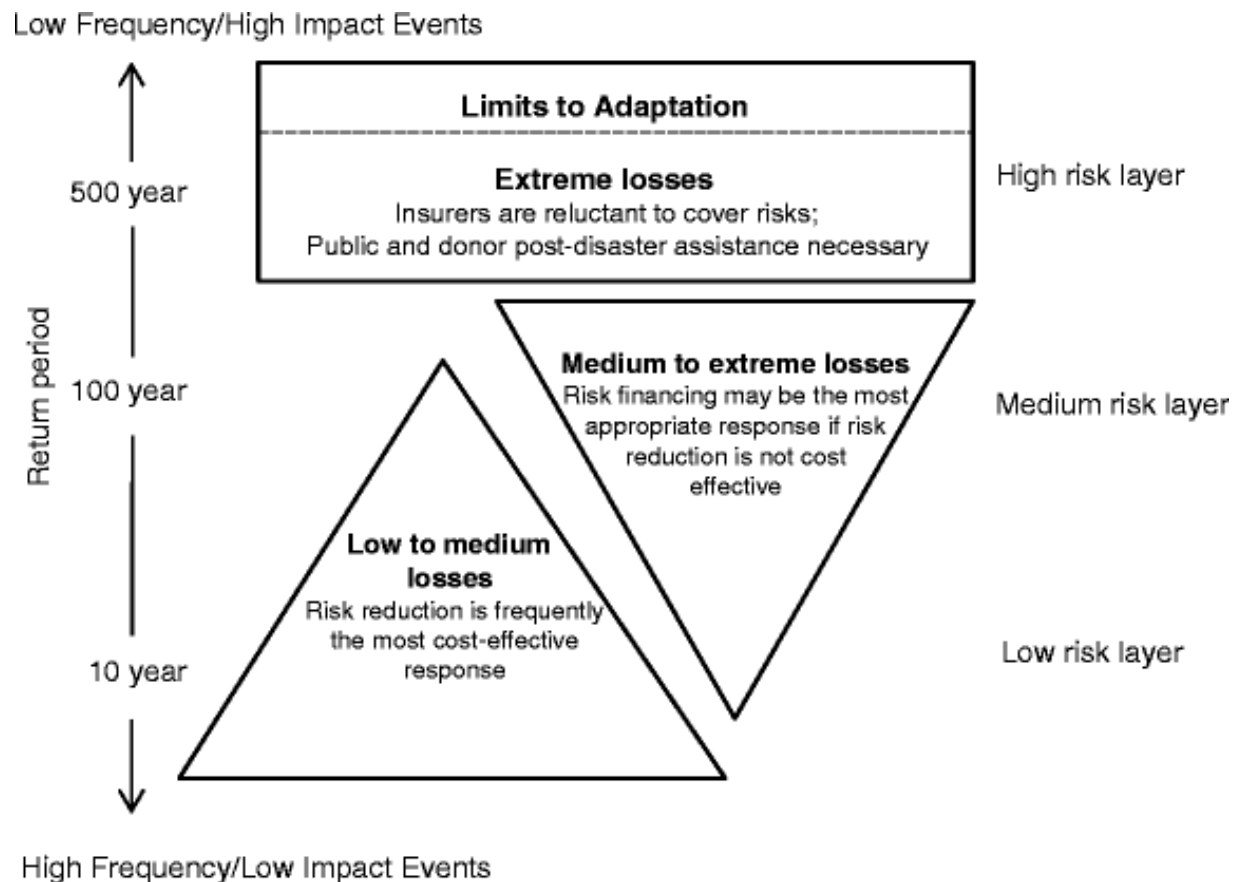 Low Frequency/High Impact Events
Limits to Adaptation
500 year
Extreme losses
Insurers are reluctant to cover risks;
Public and donor post-disaster assistance necessary
High risk layer
Return period
100 year
Medium to extreme losses
Risk financing may be the most
appropriate response if risk
reduction is not cost
effective
Medium risk layer
Low to medium
losses
Risk reduction is frequently
the most cost-effective
response
10 year
Low risk layer
High Frequency/Low Impact Events